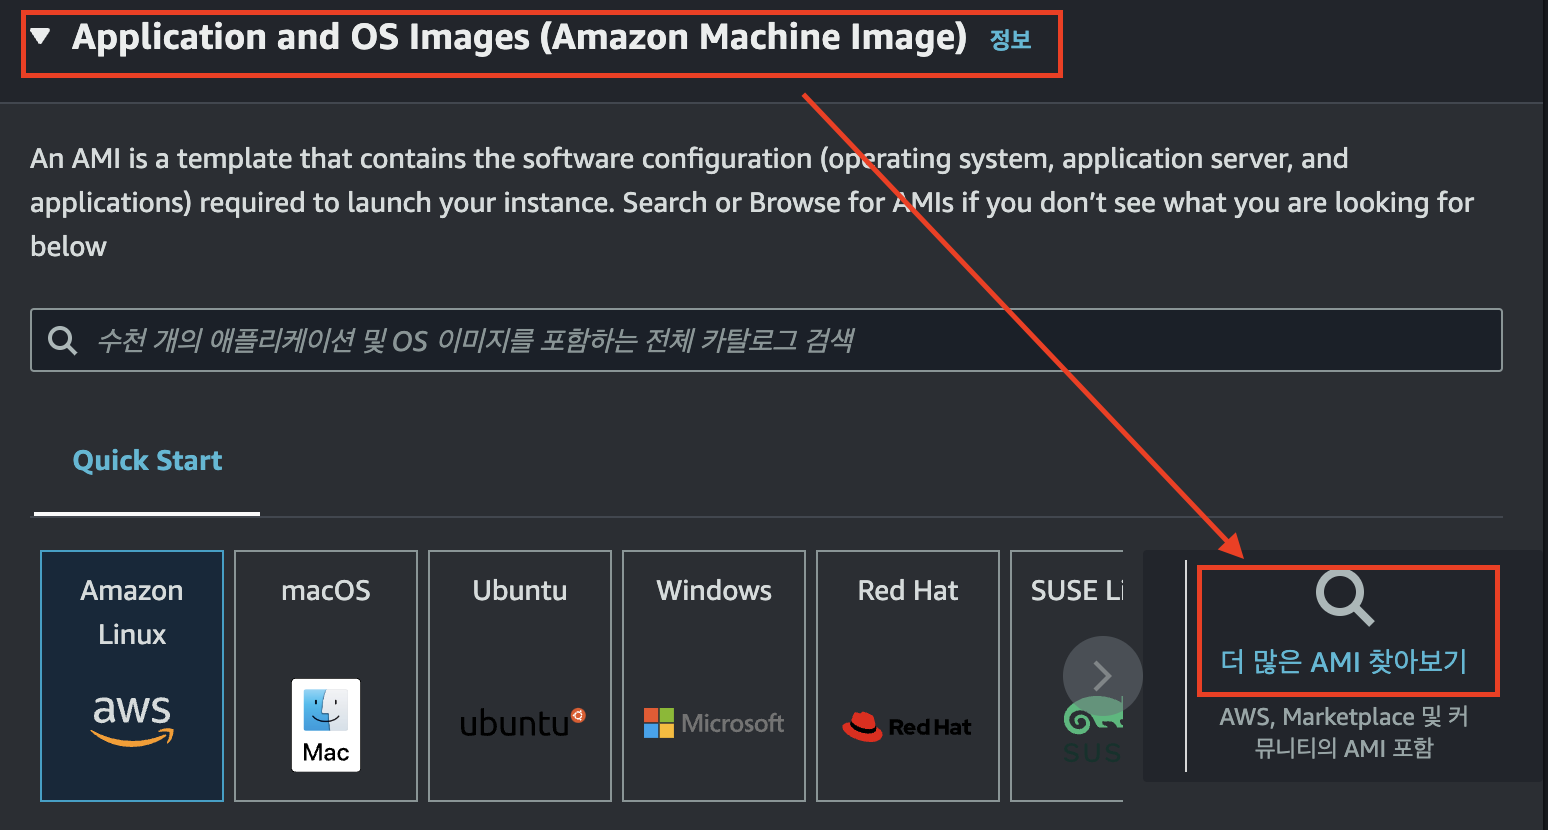 Application and OS Images (Amazon Machine Image) 정보
An AMI is a template that contains the software configuration (operating system, application server, and
applications) required to launch your instance. Search or Browse for AMIs if you don’t see what you are looking for
below
수천 개의 애플리케이션 및 OS 이미지를 포함하는 전체 카탈로그 검색
Quick Start
Amazon
Linux
aws
macOS
Mac
Ubuntu
ubuntu
Windows
Microsoft
Red Hat
Red Hat
SUSE Li
SUS
더 많은 AMI 찾아보기
AWS, Marketplace 및 커
뮤니티의 AMI 포함